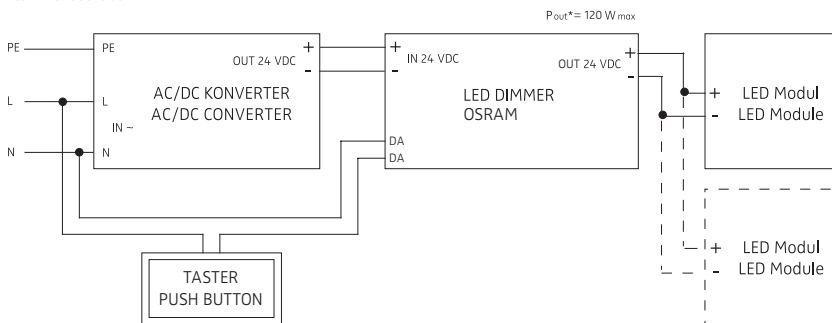 Pout*= 120 W max
PE
PE
OUT 24 VDC
+
-
L
L
AC/DC KONVERTER
AC/DC CONVERTER
IN ~
N
N
+
-
IN 24 VDC
OUT 24 VDC
+
-
LED DIMMER
OSRAM
DA
DA
+
-
LED Modul
LED Module
+
-
LED Modul
LED Module
TASTER
PUSH BUTTON